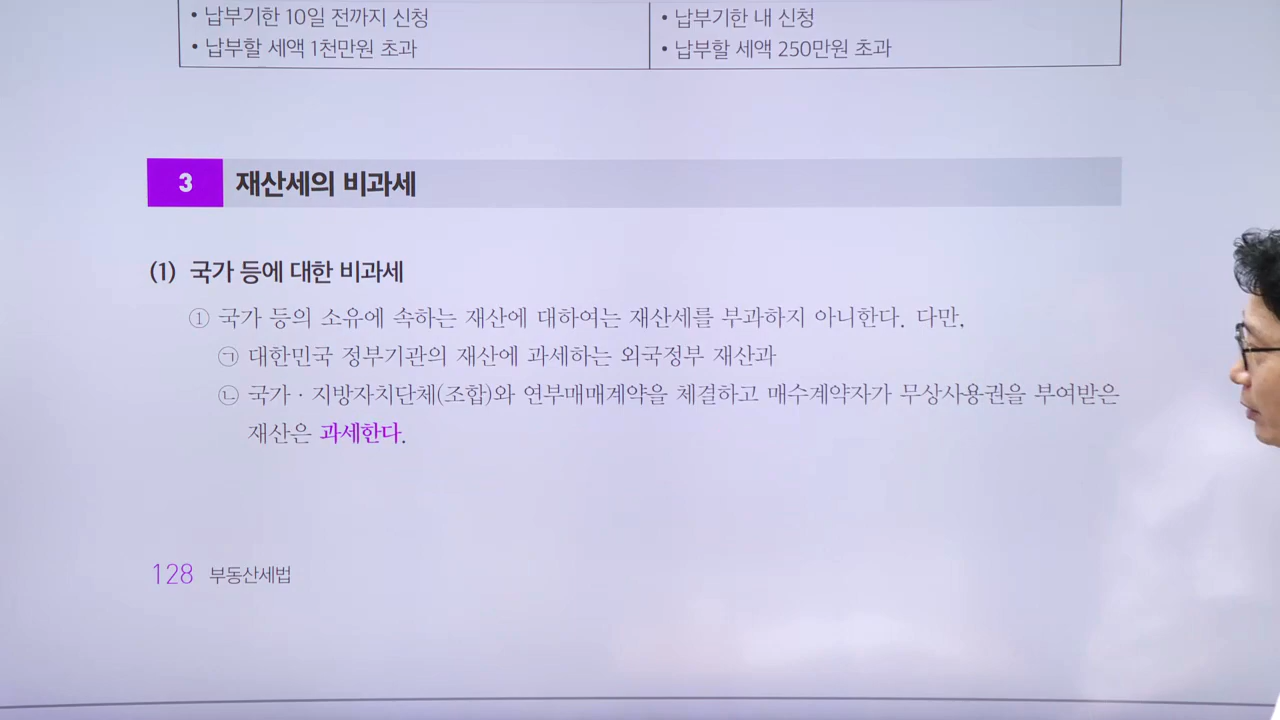 • 납부기한 10일 전까지 신청
• 납부할 세액 1천만원 초과
• 납부기한 내 신청
• 납부할 세액 250만원 초과
3 재산세의 비과세
(1) 국가 등에 대한 비과세
① 국가 등의 소유에 속하는 재산에 대하여는 재산세를 부과하지 아니한다. 다만,
㉠ 대한민국 정부기관의 재산에 과세하는 외국정부 재산과
㉡ 국가·지방자치단체(조합)와 연부매매계약을 체결하고 매수계약자가 무상사용권을 부여받은
재산은 과세한다.
128 부동산세법